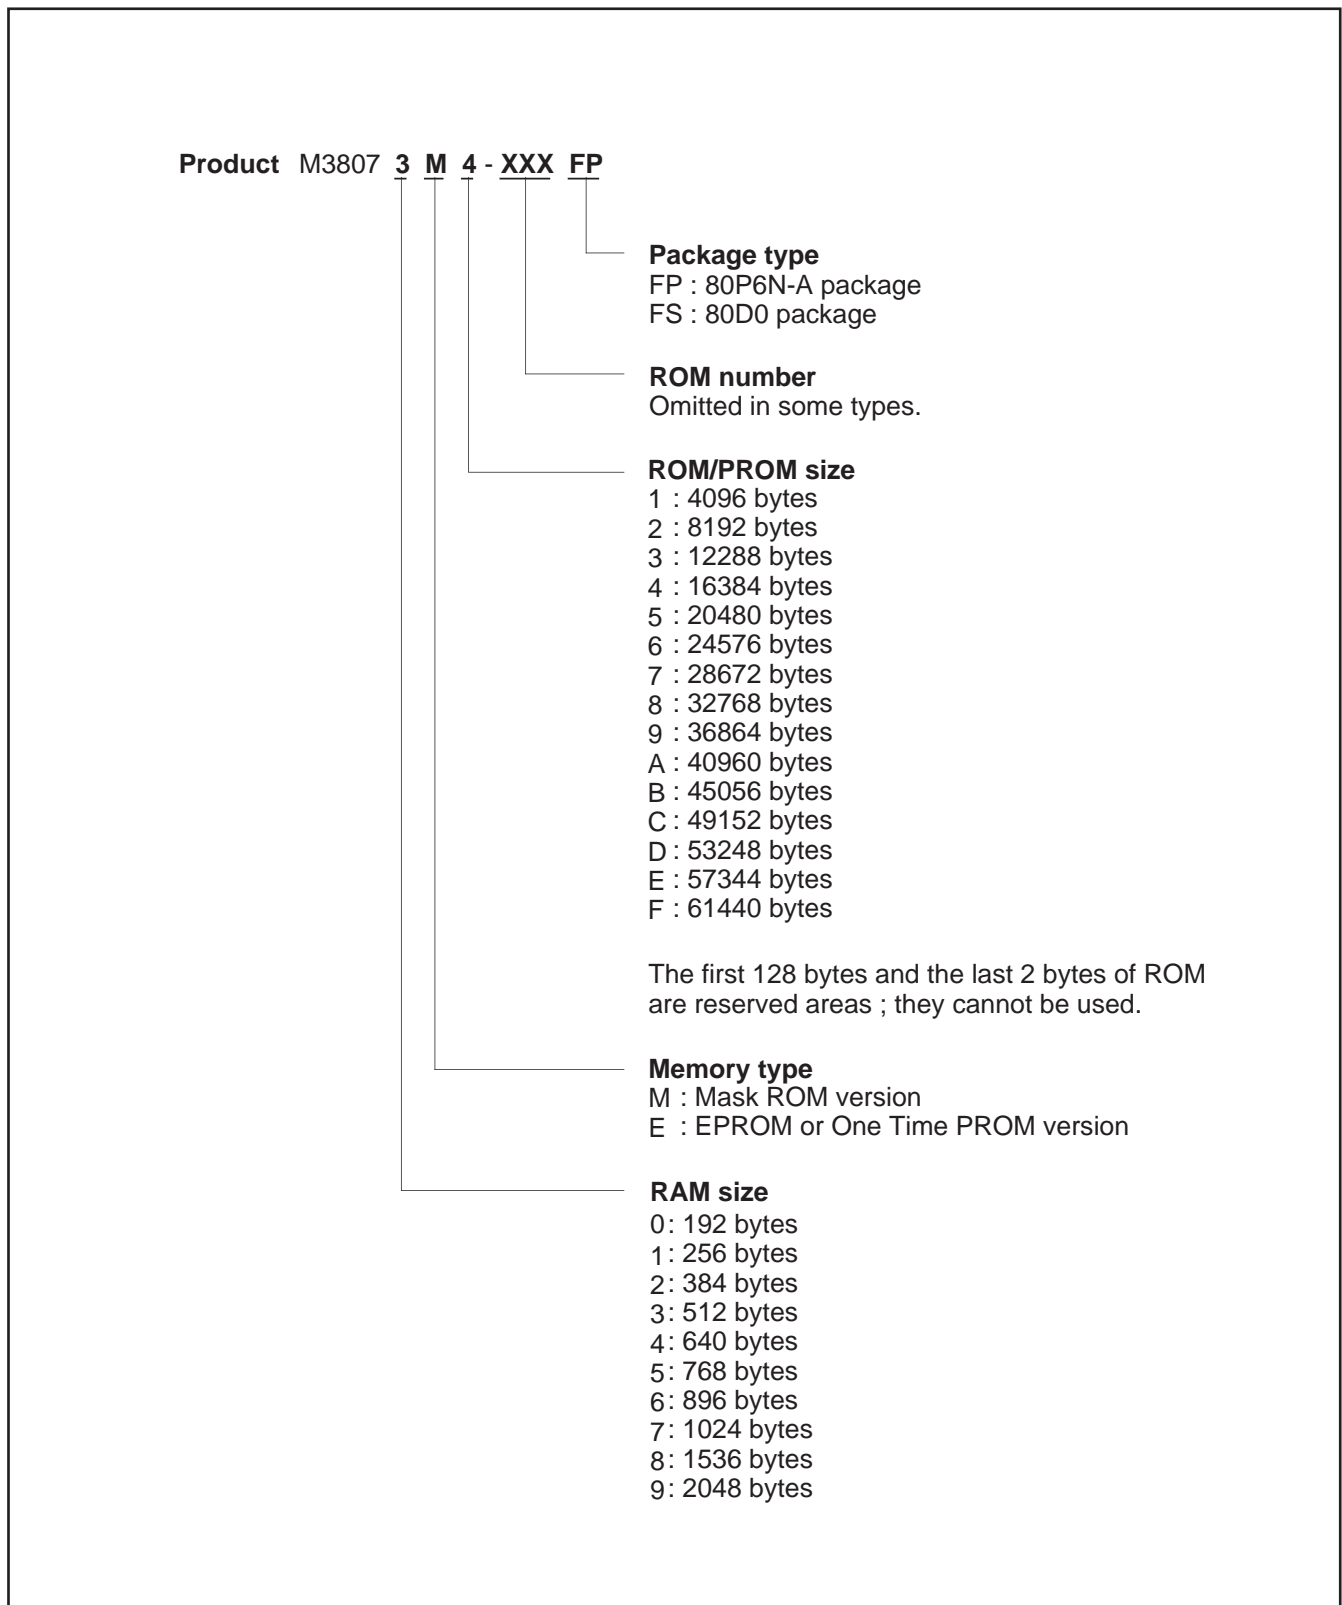 Product M3807 3 M 4 - XXX FP
Package type
FP : 80P6N-A package
FS : 80D0 package
ROM number
Omitted in some types.
ROM/PROM size
1 : 4096 bytes
2 : 8192 bytes
3 : 12288 bytes
4 : 16384 bytes
5 : 20480 bytes
6 : 24576 bytes
7 : 28672 bytes
8 : 32768 bytes
9 : 36864 bytes
A : 40960 bytes
B : 45056 bytes
C : 49152 bytes
D : 53248 bytes
E : 57344 bytes
F : 61440 bytes
The first 128 bytes and the last 2 bytes of ROM
are reserved areas ; they cannot be used.
Memory type
M : Mask ROM version
E : EPROM or One Time PROM version
RAM size
0 : 192 bytes
1 : 256 bytes
2 : 384 bytes
3 : 512 bytes
4 : 640 bytes
5 : 768 bytes
6 : 896 bytes
7 : 1024 bytes
8 : 1536 bytes
9 : 2048 bytes